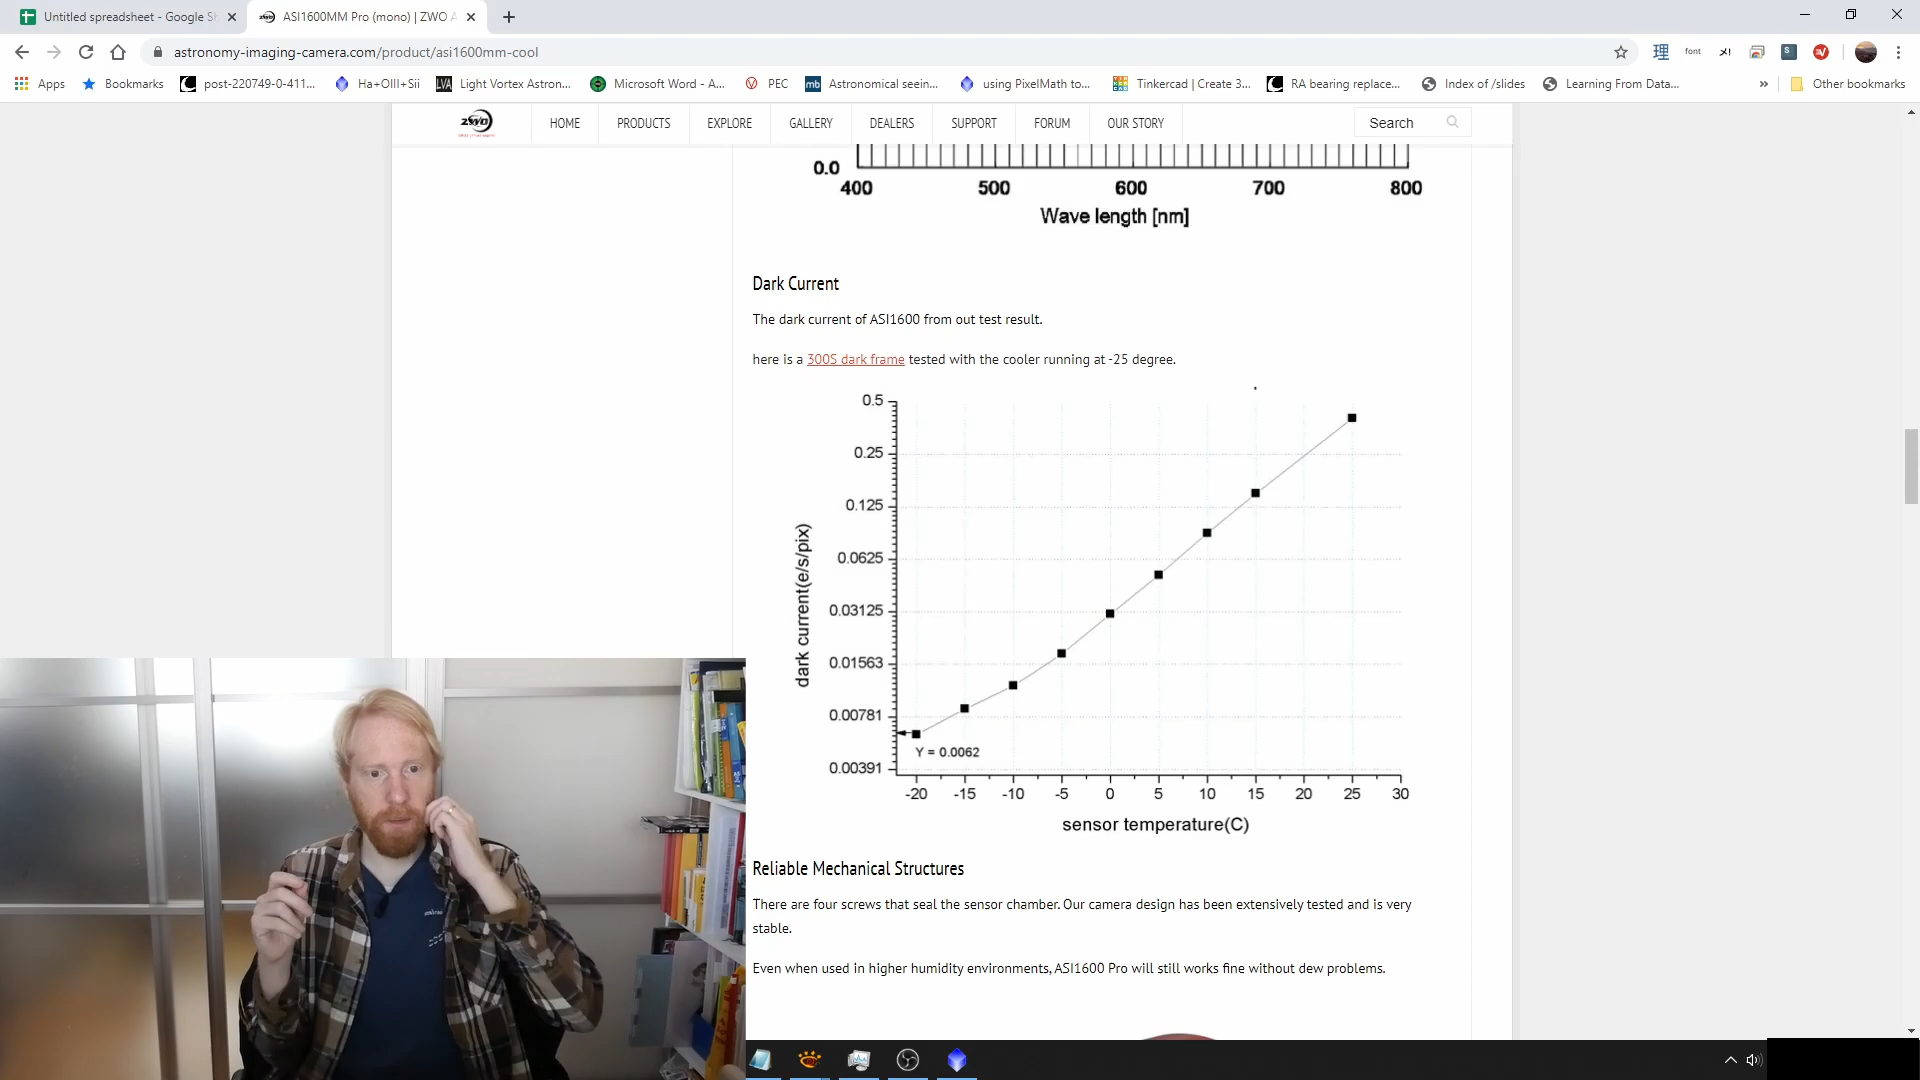 Untitled spreadsheet - Google Sh
ASI1600MM Pro (mono) | ZWO A
astronomy-imaging-camera.com/product/asi1600mm-cool
font
Apps
Bookmarks
post-220749-0-411...
Ha+OIII+Sii
LVA
Light Vortex Astron...
Microsoft Word - A...
PEC
mb
Astronomical seein...
using PixelMath to...
Tinkercad | Create 3...
RA bearing replace...
Index of /slides
Learning From Data...
»
Other bookmarks
ZWO
HOME
PRODUCTS
EXPLORE
GALLERY
DEALERS
SUPPORT
FORUM
OUR STORY
Search
0.0
400 500 600 700 800
Wave length [nm]
Dark Current
The dark current of ASI1600 from out test result.
here is a 300S dark frame tested with the cooler running at -25 degree.
0.5
0.25
0.125
0.0625
0.03125
0.01563
0.00781
0.00391
dark current(e/s/pix)
Y = 0.0062
-20 -15 -10 -5 0 5 10 15 20 25 30
sensor temperature(C)
Reliable Mechanical Structures
There are four screws that seal the sensor chamber. Our camera design has been extensively tested and is very
stable.
Even when used in higher humidity environments, ASI1600 Pro will still works fine without dew problems.